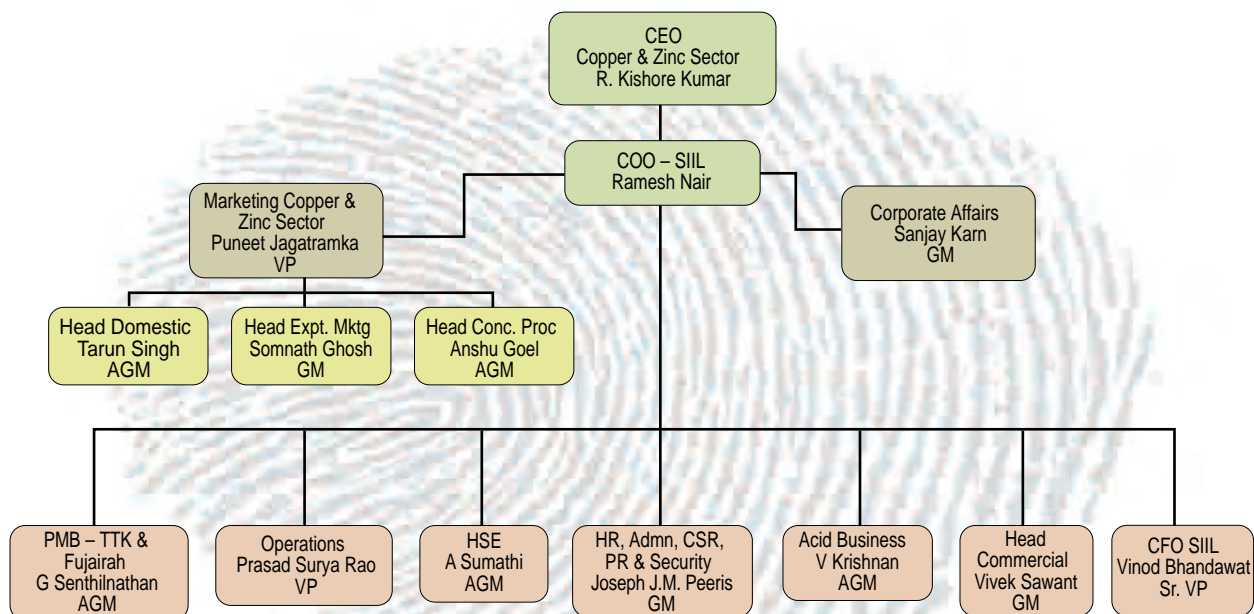 CEO
Copper & Zinc Sector
R. Kishore Kumar
COO – SIIL
Ramesh Nair
Marketing Copper &
Zinc Sector
Puneet Jagatramka
VP
Corporate Affairs
Sanjay Karn
GM
Head Domestic
Tarun Singh
AGM
Head Expt. Mktg
Somnath Ghosh
GM
Head Conc. Proc
Anshu Goel
AGM
PMB – TTK &
Fujairah
G Senthilnathan
AGM
Operations
Prasad Surya Rao
VP
HSE
A Sumathi
AGM
HR, Admn, CSR,
PR & Security
Joseph J.M. Peeris
GM
Acid Business
V Krishnan
AGM
Head
Commercial
Vivek Sawant
GM
CFO SIIL
Vinod Bhandawat
Sr. VP